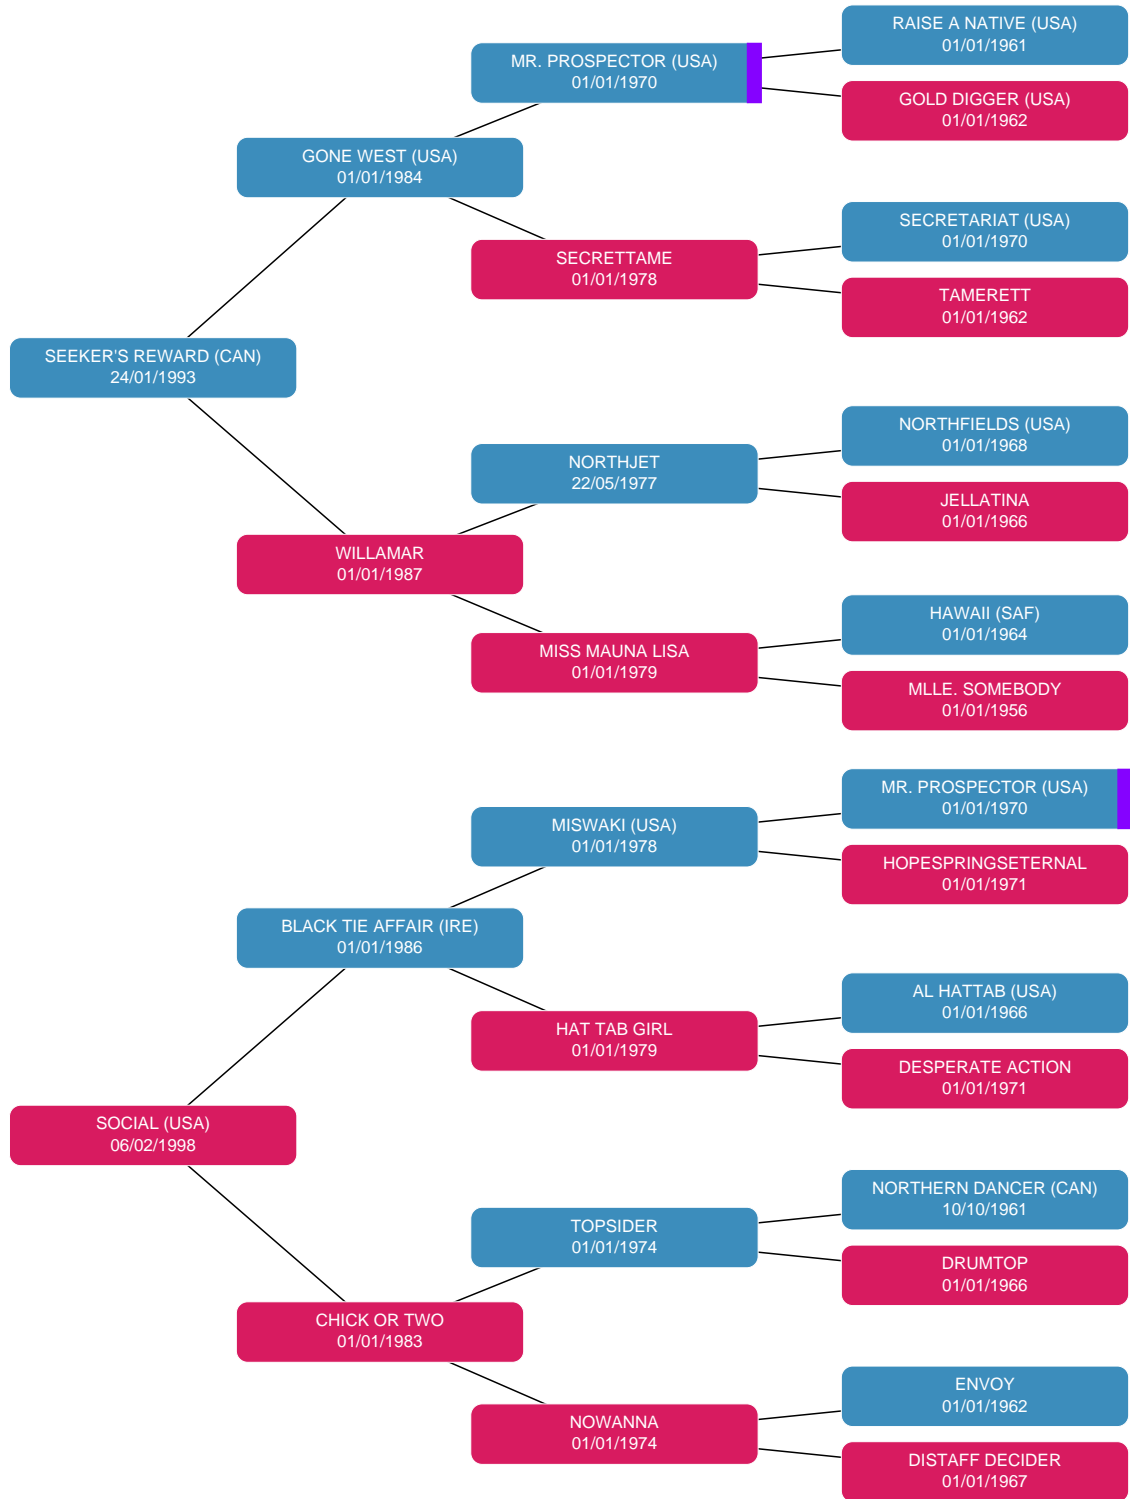 RAISE A NATIVE (USA)
01/01/1961
MR. PROSPECTOR (USA)
01/01/1970
GOLD DIGGER (USA)
01/01/1962
GONE WEST (USA)
01/01/1984
SECRETARIAT (USA)
01/01/1970
SECRETTAME
01/01/1978
TAMERETT
01/01/1962
SEEKER'S REWARD (CAN)
24/01/1993
NORTHFIELDS (USA)
01/01/1968
NORTHJET
22/05/1977
JELLATINA
01/01/1966
WILLAMAR
01/01/1987
HAWAII (SAF)
01/01/1964
MISS MAUNA LISA
01/01/1979
MLLE. SOMEBODY
01/01/1956
MR. PROSPECTOR (USA)
01/01/1970
MISWAKI (USA)
01/01/1978
HOPESPRINGSETERNAL
01/01/1971
BLACK TIE AFFAIR (IRE)
01/01/1986
AL HATTAB (USA)
01/01/1966
HAT TAB GIRL
01/01/1979
DESPERATE ACTION
01/01/1971
SOCIAL (USA)
06/02/1998
NORTHERN DANCER (CAN)
10/10/1961
TOPSIDER
01/01/1974
DRUMTOP
01/01/1966
CHICK OR TWO
01/01/1983
ENVOY
01/01/1962
NOWANNA
01/01/1974
DISTAFF DECIDER
01/01/1967